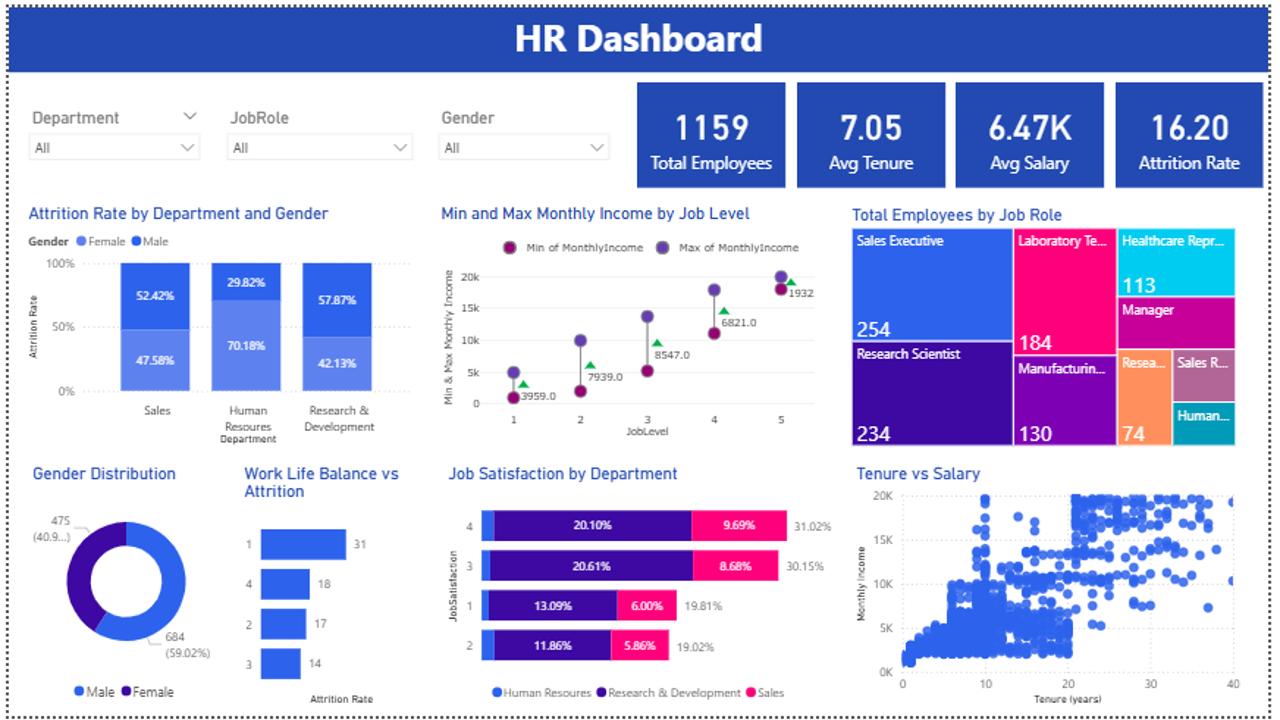 HR Dashboard
Department
All
JobRole
All
Gender
All
1159
Total Employees
7.05
Avg Tenure
6.47K
Avg Salary
16.20
Attrition Rate
Attrition Rate by Department and Gender
Gender Female Male
Attrition Rate
100%
50%
0%
52.42%
47.58%
29.82%
70.18%
57.87%
42.13%
Sales
Human
Resoures
Research &
Development
Department
Min and Max Monthly Income by Job Level
Min of MonthlyIncome Max of MonthlyIncome
Min & Max Monthly Income
20k
15k
10k
5k
0
3959.0
7939.0
8547.0
6821.0
1932
1 2 3 4 5
JobLevel
Total Employees by Job Role
Sales Executive
254
Research Scientist
234
Laboratory Te...
184
Manufacturin...
130
Healthcare Repr...
113
Manager
Resea...
74
Sales R...
Human...
Gender Distribution
475
(40.9...)
684
(59.02%)
Male Female
Work Life Balance vs
Attrition
1 31
4 18
2 17
3 14
Attrition Rate
Job Satisfaction by Department
JobSatisfaction
4 20.10% 9.69% 31.02%
3 20.61% 8.68% 30.15%
1 13.09% 6.00% 19.81%
2 11.86% 5.86% 19.02%
Human Resoures Research & Development Sales
Tenure vs Salary
Monthly Income
20K
15K
10K
5K
0K
0 10 20 30 40
Tenure (years)